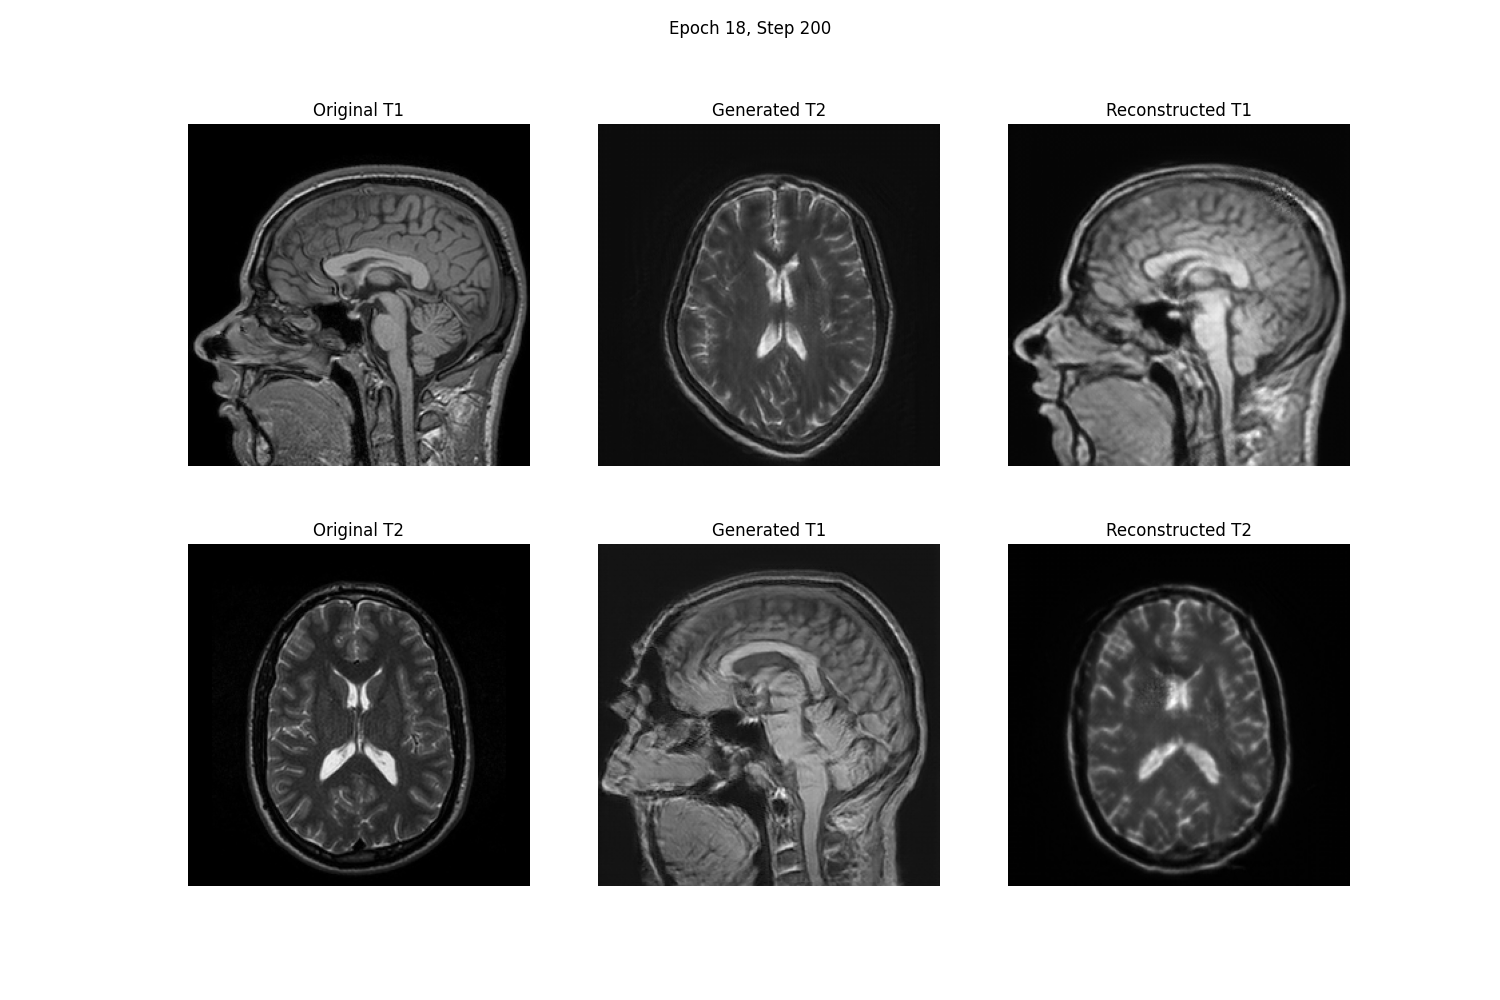 Epoch 18, Step 200
Original T1
Generated T2
Reconstructed T1
Original T2
Generated T1
Reconstructed T2